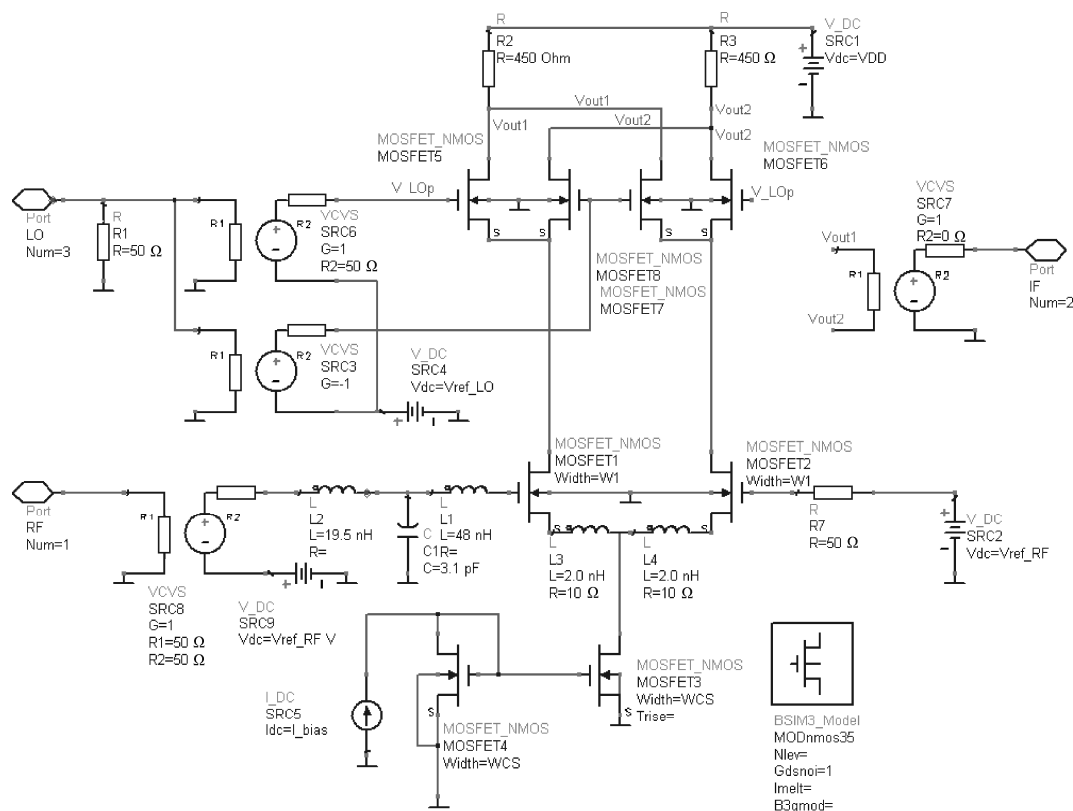 R
R2
R=450 Ohm
R
R3
R=450 Ω
V_DC
SRC1
Vdc=VDD
+
-
Vout1
Vout1
Vout2
Vout2
Vout2
MOSFET_NMOS
MOSFET5
MOSFET_NMOS
MOSFET6
V_LOp
V_LOp
S
S
MOSFET_NMOS
MOSFET8
MOSFET_NMOS
MOSFET7
Port
LO
Num=3
R
R1
R=50 Ω
R1
+
-
R2
VCVS
SRC6
G=1
R2=50 Ω
R1
+
-
R2
VCVS
SRC3
G=-1
V_DC
SRC4
Vdc=Vref_LO
+
-
VCVS
SRC7
G=1
R2=0 Ω
Vout1
R1
+
-
R2
Vout2
Port
IF
Num=2
Port
RF
Num=1
R1
+
-
R2
VCVS
SRC8
G=1
R1=50 Ω
R2=50 Ω
+
-
V_DC
SRC9
Vdc=Vref_RF V
L
L2
L=19.5 nH
R=
C
C1
C=3.1 pF
L
L1
L=48 nH
R=
MOSFET_NMOS
MOSFET1
Width=W1
MOSFET_NMOS
MOSFET2
Width=W1
S
S
L
L3
L=2.0 nH
R=10 Ω
L
L4
L=2.0 nH
R=10 Ω
R
R7
R=50 Ω
+
-
V_DC
SRC2
Vdc=Vref_RF
I_DC
SRC5
Idc=I_bias
S
MOSFET_NMOS
MOSFET4
Width=WCS
MOSFET_NMOS
MOSFET3
Width=WCS
Trise=
S
BSIM3_Model
MODnmos35
Nlev=
Gdsnoi=1
Imelt=
B3qmod=